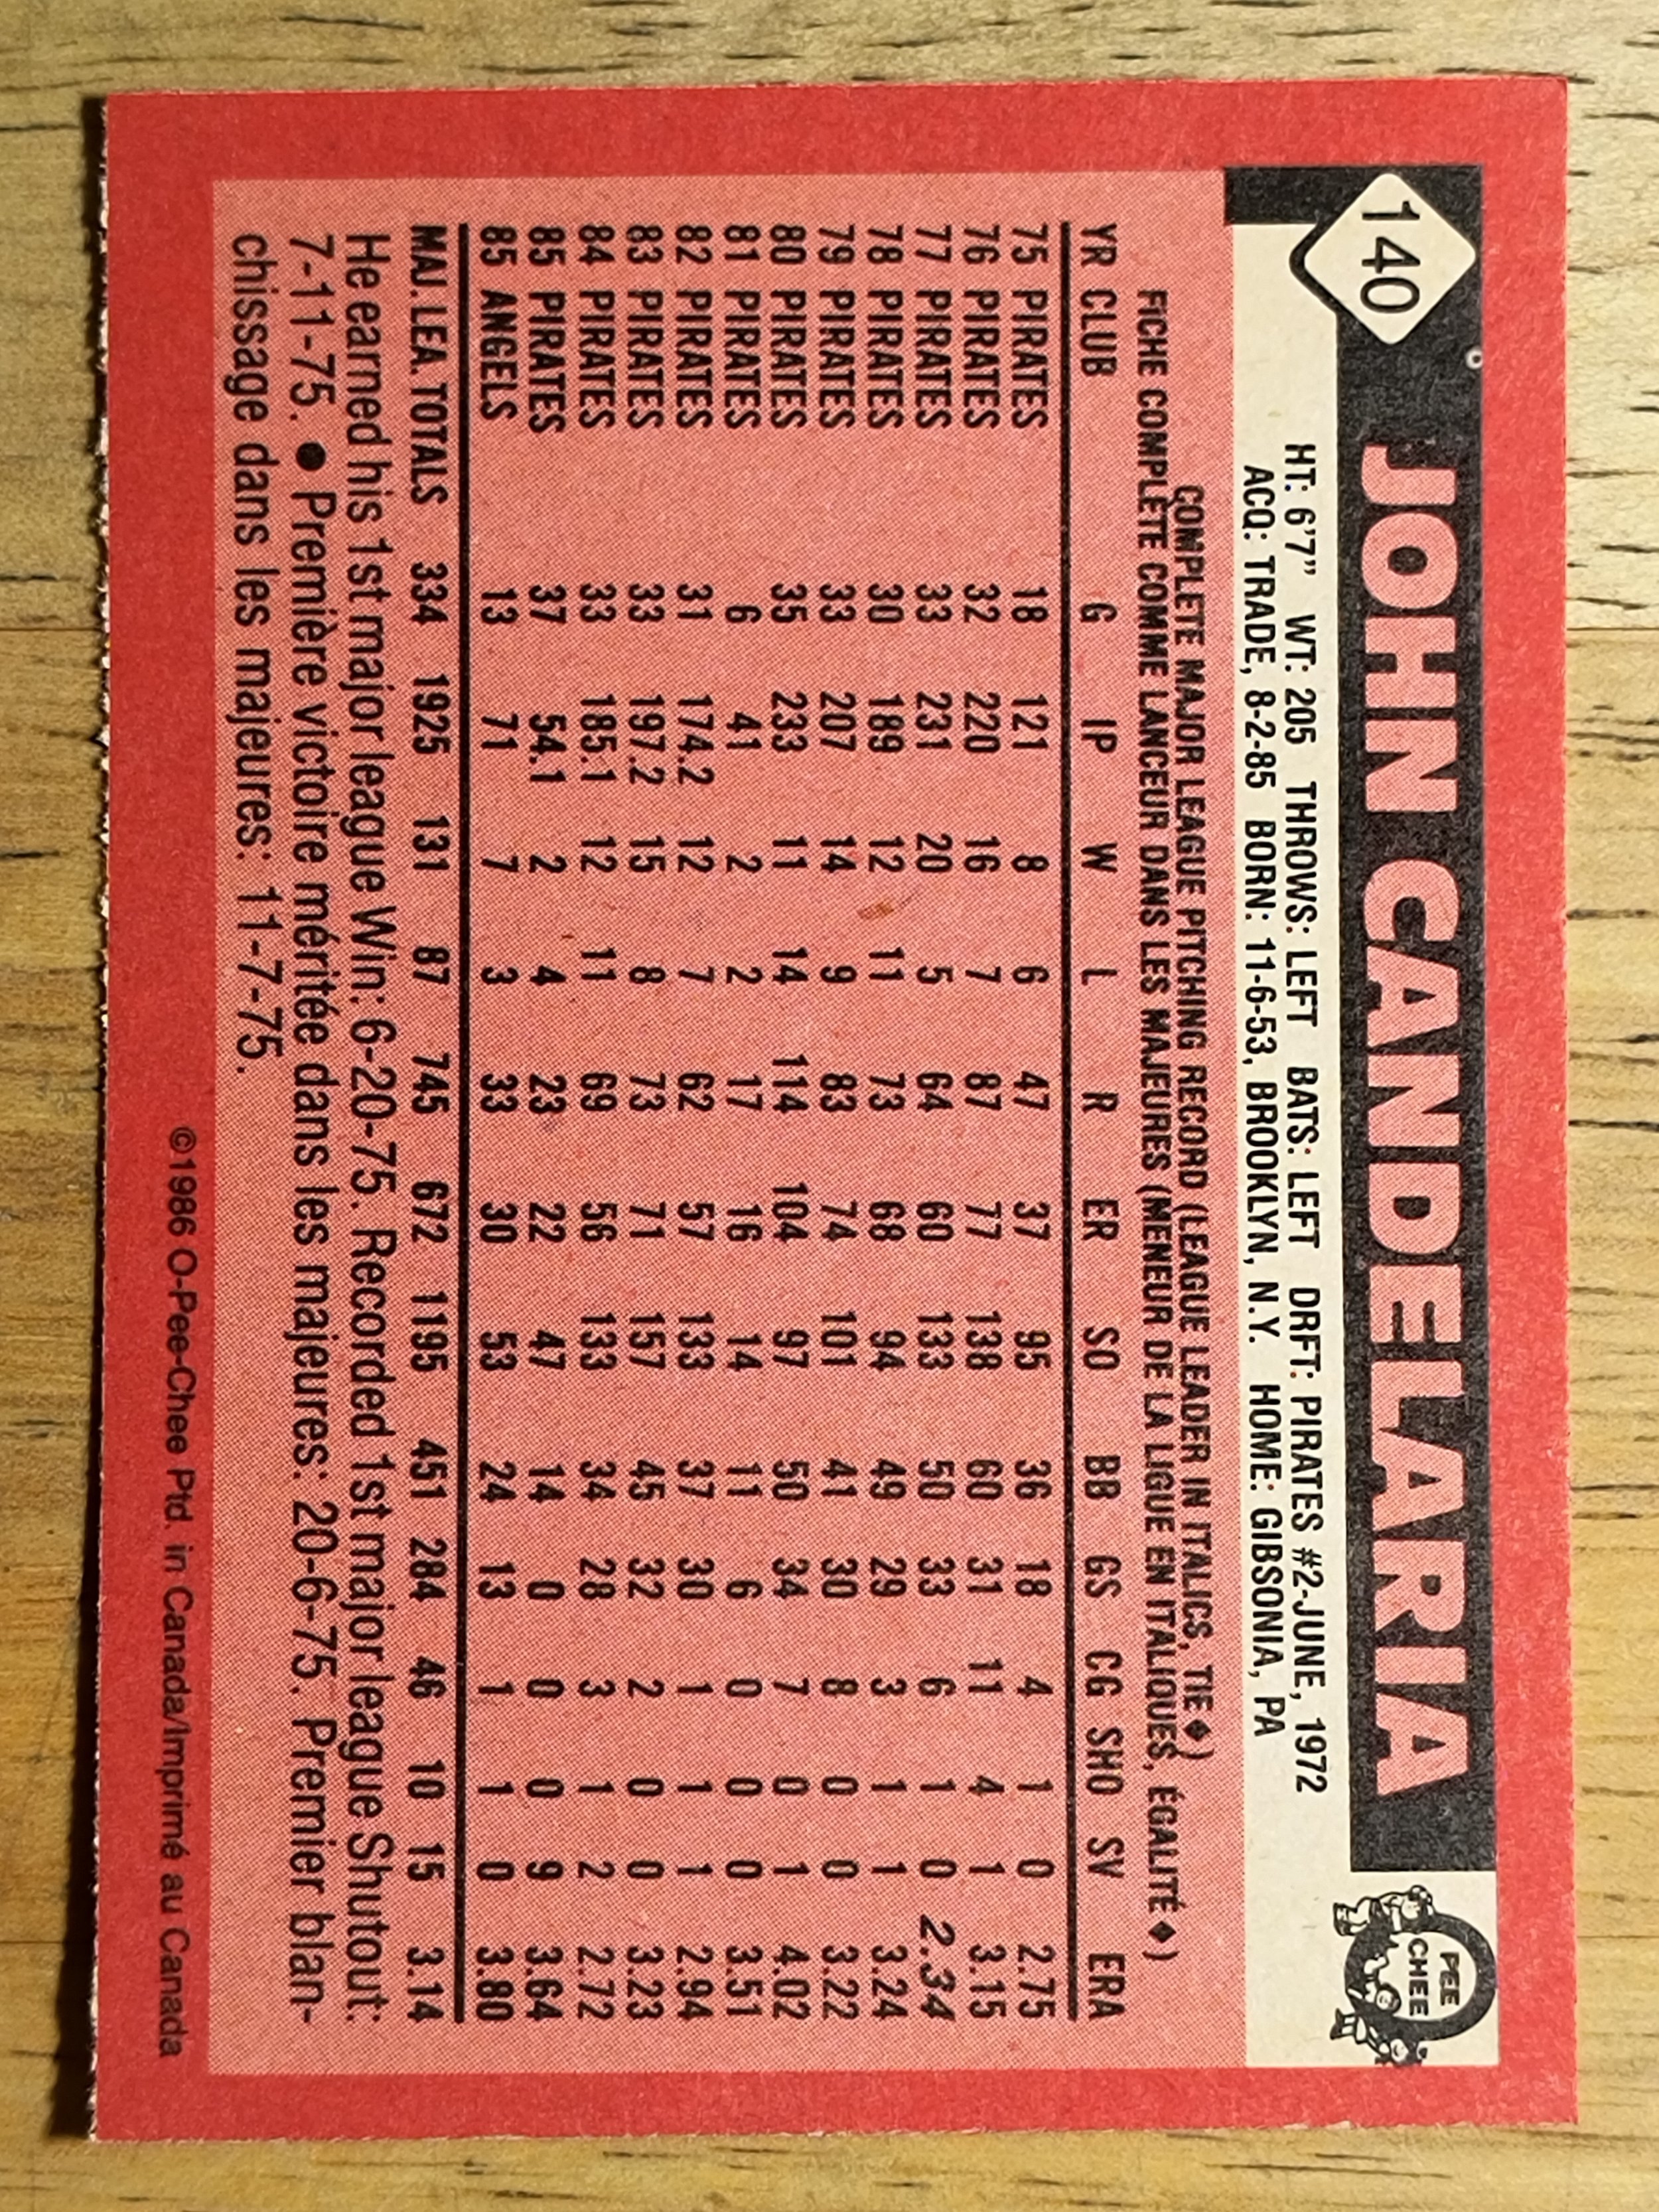 140 JOHN CANDELARIA
O PEE CHEE
HT: 6'7" WT: 205 THROWS: LEFT BATS: LEFT DRFT: PIRATES #2-JUNE, 1972
ACQ: TRADE, 8-2-85 BORN: 11-6-53, BROOKLYN, N.Y. HOME: GIBSONIA, PA
COMPLETE MAJOR LEAGUE PITCHING RECORD (LEAGUE LEADER IN ITALICS, TIE♦)
FICHE COMPLÈTE COMME LANCEUR DANS LES MAJEURES (MENEUR DE LA LIGUE EN ITALIQUES, ÉGALITÉ♦)
YR CLUB G IP W L R ER SO BB GS CG SHO SV ERA
75 PIRATES 18 121 8 6 47 37 95 36 18 4 1 0 2.75
76 PIRATES 32 220 16 7 87 77 138 60 31 11 4 1 3.15
77 PIRATES 33 231 20 5 64 60 133 50 33 6 1 0 2.34
78 PIRATES 30 189 12 11 73 68 94 49 29 3 1 1 3.24
79 PIRATES 33 207 14 9 83 74 101 41 30 8 0 0 3.22
80 PIRATES 35 233 11 14 114 104 97 50 34 7 0 1 4.02
81 PIRATES 6 41 2 2 17 16 14 11 6 0 0 0 3.51
82 PIRATES 31 174.2 12 7 62 57 133 37 30 1 1 1 2.94
83 PIRATES 33 197.2 15 8 73 71 157 45 32 2 0 0 3.23
84 PIRATES 33 185.1 12 11 69 56 133 34 28 3 1 2 2.72
85 PIRATES 37 54.1 2 4 23 22 47 14 0 0 0 9 3.64
85 ANGELS 13 71 7 3 33 30 53 24 13 1 1 0 3.80
MAJ. LEA. TOTALS 334 1925 131 87 745 672 1195 451 284 46 10 15 3.14
He earned his 1st major league Win: 6-20-75. Recorded 1st major league Shutout:
7-11-75. ● Première victoire méritée dans les majeures: 20-6-75. Premier blan-
chissage dans les majeures: 11-7-75.
©1986 O-Pee-Chee Ptd. in Canada/Imprimé au Canada